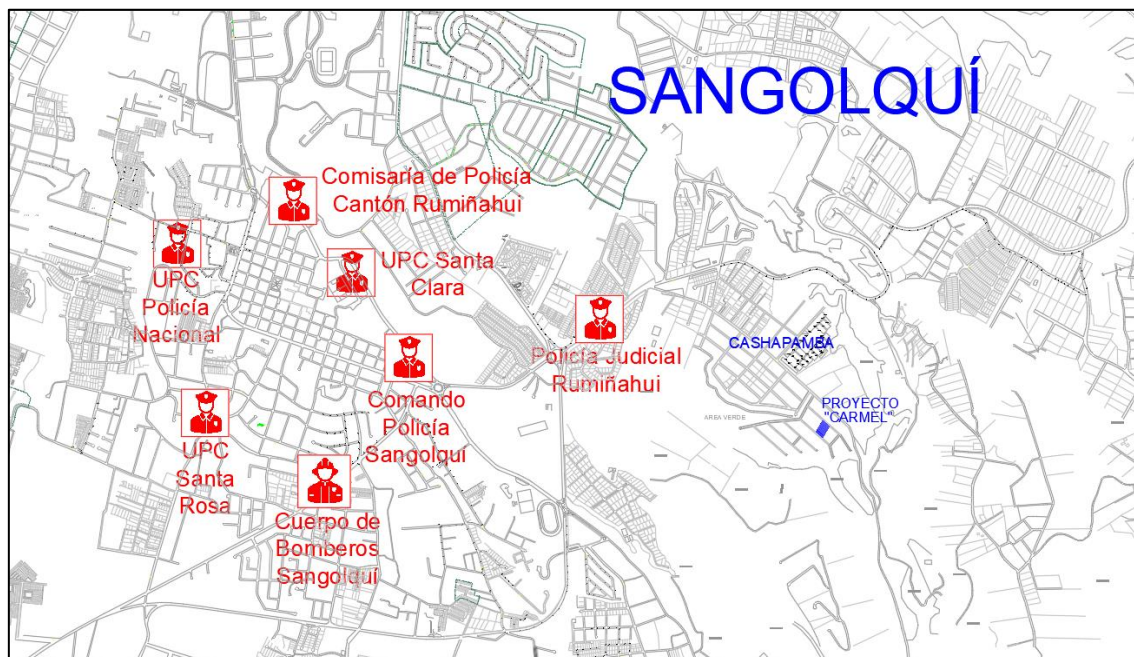 SANGOLQUÍ
Comisaría de Policía
Cantón Rumiñahui
UPC
Policía
Nacional
UPC Santa
Clara
Policía Judicial
Rumiñahui
CASHAPAMBA
Comando
Policía
Sangolquí
PROYECTO
"CARMEL"
AREA VERDE
UPC
Santa
Rosa
Cuerpo de
Bomberos
Sangolquí